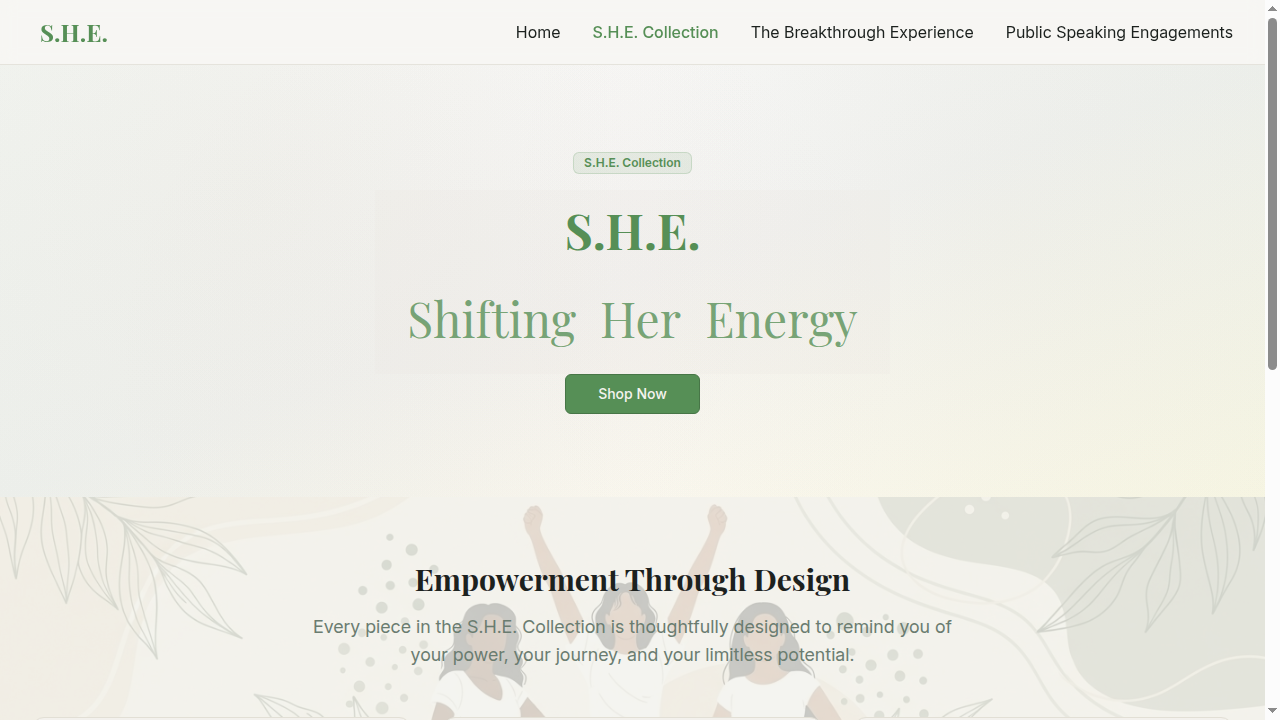 S.H.E.
Home S.H.E. Collection The Breakthrough Experience Public Speaking Engagements
S.H.E. Collection
S.H.E.
Shifting Her Energy
Shop Now
Empowerment Through Design
Every piece in the S.H.E. Collection is thoughtfully designed to remind you of
your power, your journey, and your limitless potential.